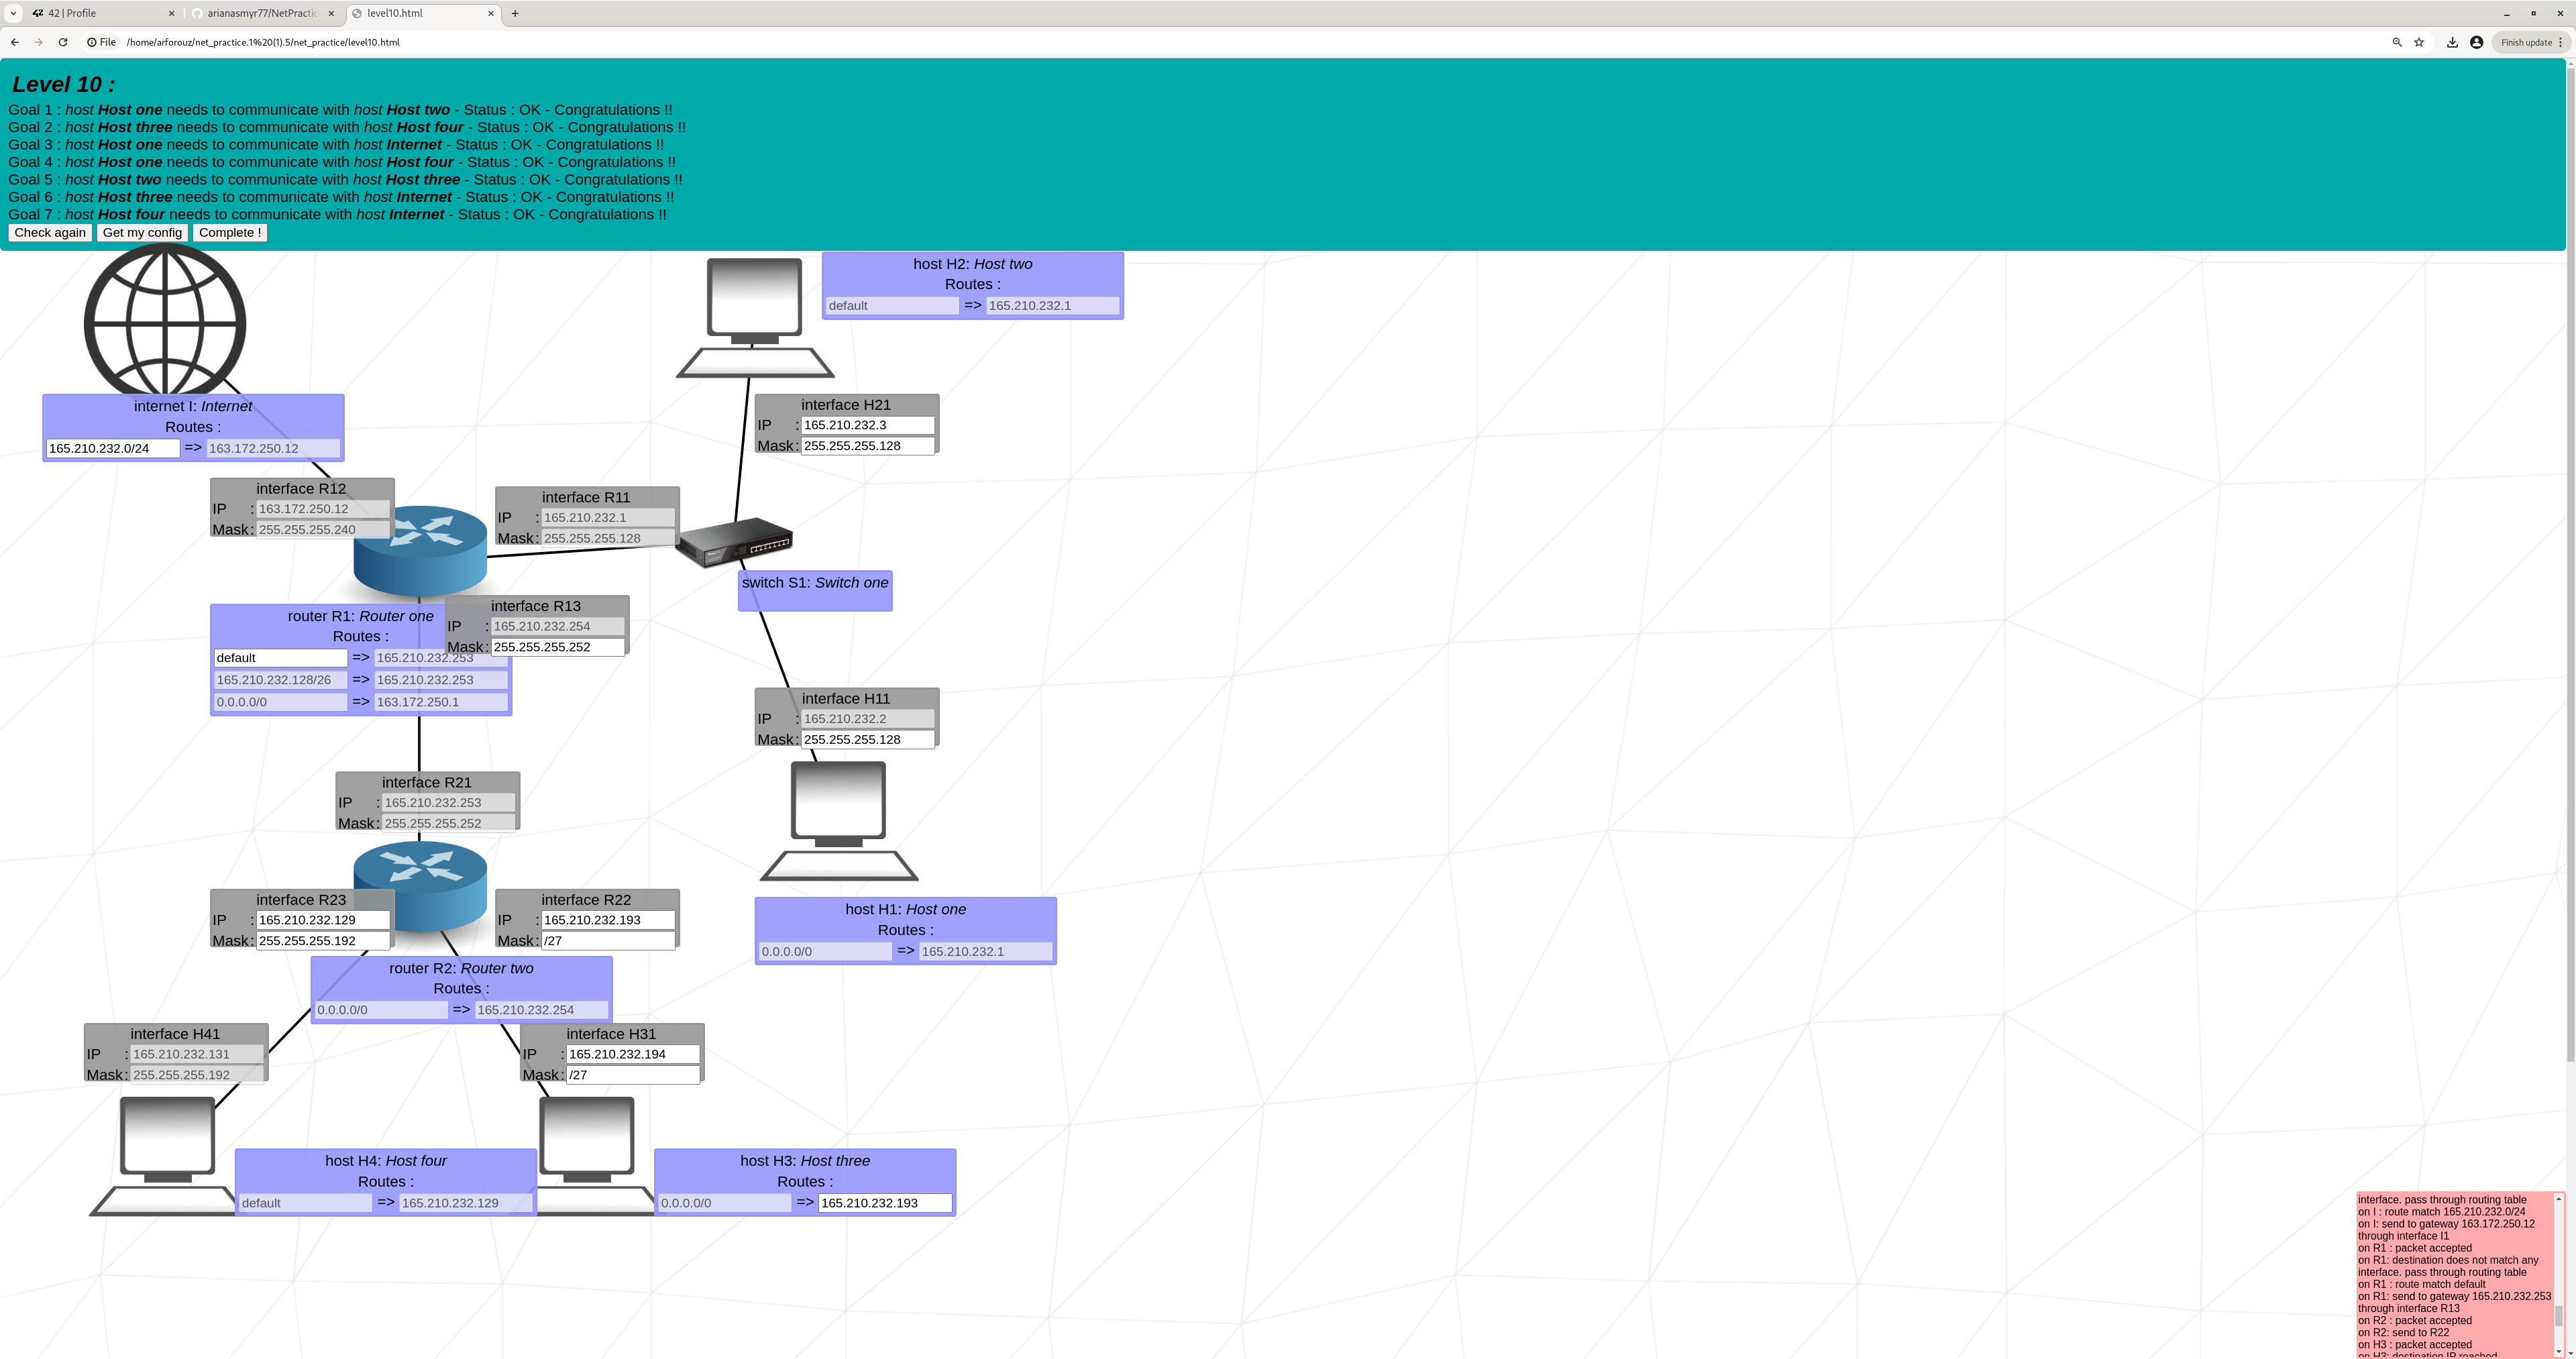 42 | Profile
arianasmyr77/NetPractic
level10.html
File /home/arforouz/net_practice.1%20(1).5/net_practice/level10.html
Finish update
Level 10 :
Goal 1 : host Host one needs to communicate with host Host two - Status : OK - Congratulations !!
Goal 2 : host Host three needs to communicate with host Host four - Status : OK - Congratulations !!
Goal 3 : host Host one needs to communicate with host Internet - Status : OK - Congratulations !!
Goal 4 : host Host one needs to communicate with host Host four - Status : OK - Congratulations !!
Goal 5 : host Host two needs to communicate with host Host three - Status : OK - Congratulations !!
Goal 6 : host Host three needs to communicate with host Internet - Status : OK - Congratulations !!
Goal 7 : host Host four needs to communicate with host Internet - Status : OK - Congratulations !!
Check again Get my config Complete !
host H2: Host two
Routes :
default => 165.210.232.1
internet I: Internet
Routes :
165.210.232.0/24 => 163.172.250.12
interface H21
IP : 165.210.232.3
Mask: 255.255.255.128
interface R12
IP : 163.172.250.12
Mask: 255.255.255.240
interface R11
IP : 165.210.232.1
Mask: 255.255.255.128
switch S1: Switch one
router R1: Router one
Routes :
default => 165.210.232.253
165.210.232.128/26 => 165.210.232.253
0.0.0.0/0 => 163.172.250.1
interface R13
IP : 165.210.232.254
Mask: 255.255.255.252
interface H11
IP : 165.210.232.2
Mask: 255.255.255.128
interface R21
IP : 165.210.232.253
Mask: 255.255.255.252
interface R23
IP : 165.210.232.129
Mask: 255.255.255.192
interface R22
IP : 165.210.232.193
Mask: /27
host H1: Host one
Routes :
0.0.0.0/0 => 165.210.232.1
router R2: Router two
Routes :
0.0.0.0/0 => 165.210.232.254
interface H41
IP : 165.210.232.131
Mask: 255.255.255.192
interface H31
IP : 165.210.232.194
Mask: /27
host H4: Host four
Routes :
default => 165.210.232.129
host H3: Host three
Routes :
0.0.0.0/0 => 165.210.232.193
interface. pass through routing table
on I : route match 165.210.232.0/24
on I: send to gateway 163.172.250.12
through interface I1
on R1 : packet accepted
on R1: destination does not match any
interface. pass through routing table
on R1 : route match default
on R1: send to gateway 165.210.232.253
through interface R13
on R2 : packet accepted
on R2: send to R22
on H3 : packet accepted
on H3: destination IP reached